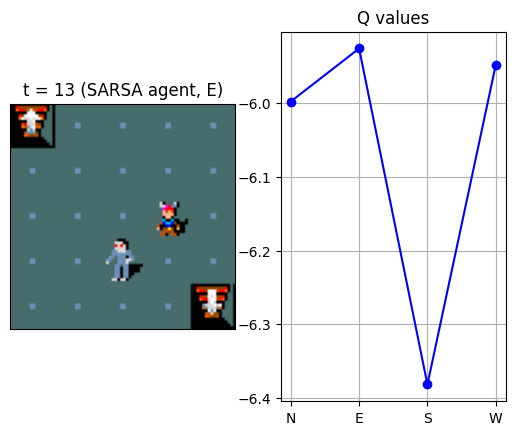 Q values
t = 13 (SARSA agent, E)
−6.0
−6.1
−6.2
−6.3
−6.4
N E S W